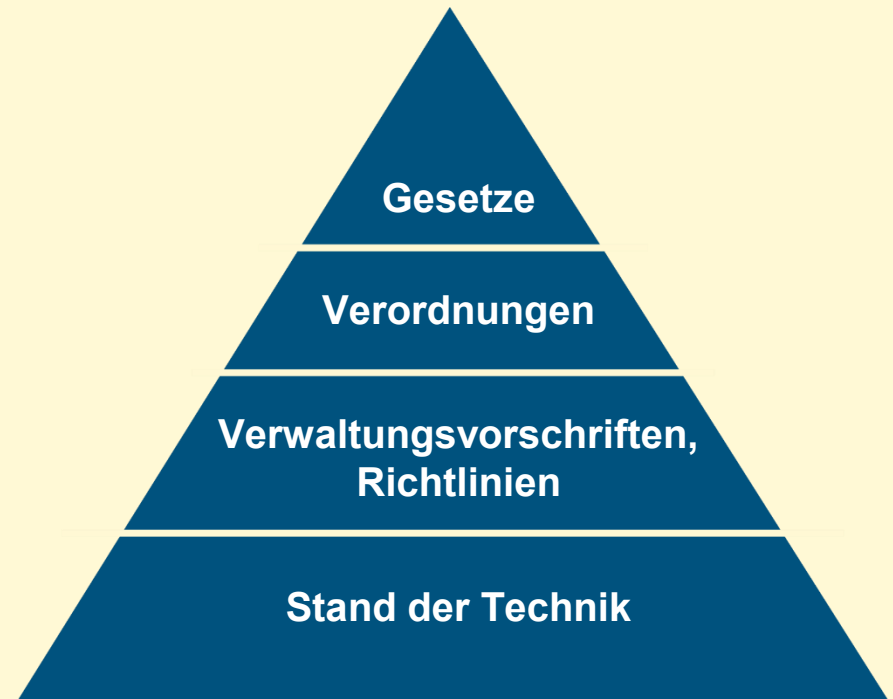 Gesetze
Verordnungen
Verwaltungsvorschriften,
Richtlinien
Stand der Technik